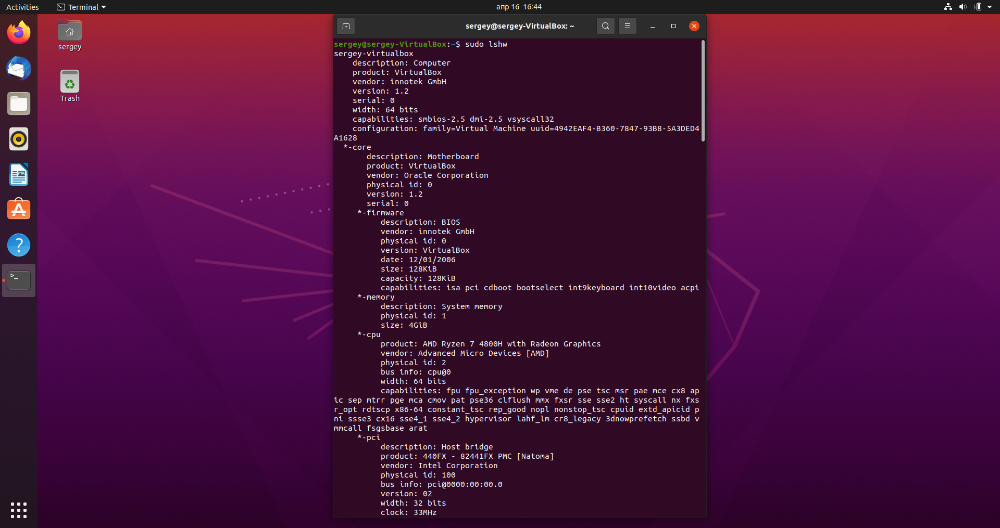 Activities
Terminal
апр 16 16:44
sergey
Trash
sergey@sergey-VirtualBox: ~
sergey@sergey-VirtualBox:~$ sudo lshw
sergey-virtualbox
description: Computer
product: VirtualBox
vendor: innotek GmbH
version: 1.2
serial: 0
width: 64 bits
capabilities: smbios-2.5 dmi-2.5 vsyscall32
configuration: family=Virtual Machine uuid=4942EAF4-B360-7847-93B8-5A3DED4
A1628
*-core
description: Motherboard
product: VirtualBox
vendor: Oracle Corporation
physical id: 0
version: 1.2
serial: 0
*-firmware
description: BIOS
vendor: innotek GmbH
physical id: 0
version: VirtualBox
date: 12/01/2006
size: 128KiB
capacity: 128KiB
capabilities: isa pci cdboot bootselect int9keyboard int10video acpi
*-memory
description: System memory
physical id: 1
size: 4GiB
*-cpu
product: AMD Ryzen 7 4800H with Radeon Graphics
vendor: Advanced Micro Devices [AMD]
physical id: 2
bus info: cpu@0
width: 64 bits
capabilities: fpu fpu_exception wp vme de pse tsc msr pae mce cx8 ap
ic sep mtrr pge mca cmov pat pse36 clflush mmx fxsr sse sse2 ht syscall nx fxs
r_opt rdtscp x86-64 constant_tsc rep_good nopl nonstop_tsc cpuid extd_apicid p
ni ssse3 cx16 sse4_1 sse4_2 hypervisor lahf_lm cr8_legacy 3dnowprefetch ssbd v
mmcall fsgsbase arat
*-pci
description: Host bridge
product: 440FX - 82441FX PMC [Natoma]
vendor: Intel Corporation
physical id: 100
bus info: pci@0000:00:00.0
version: 02
width: 32 bits
clock: 33MHz